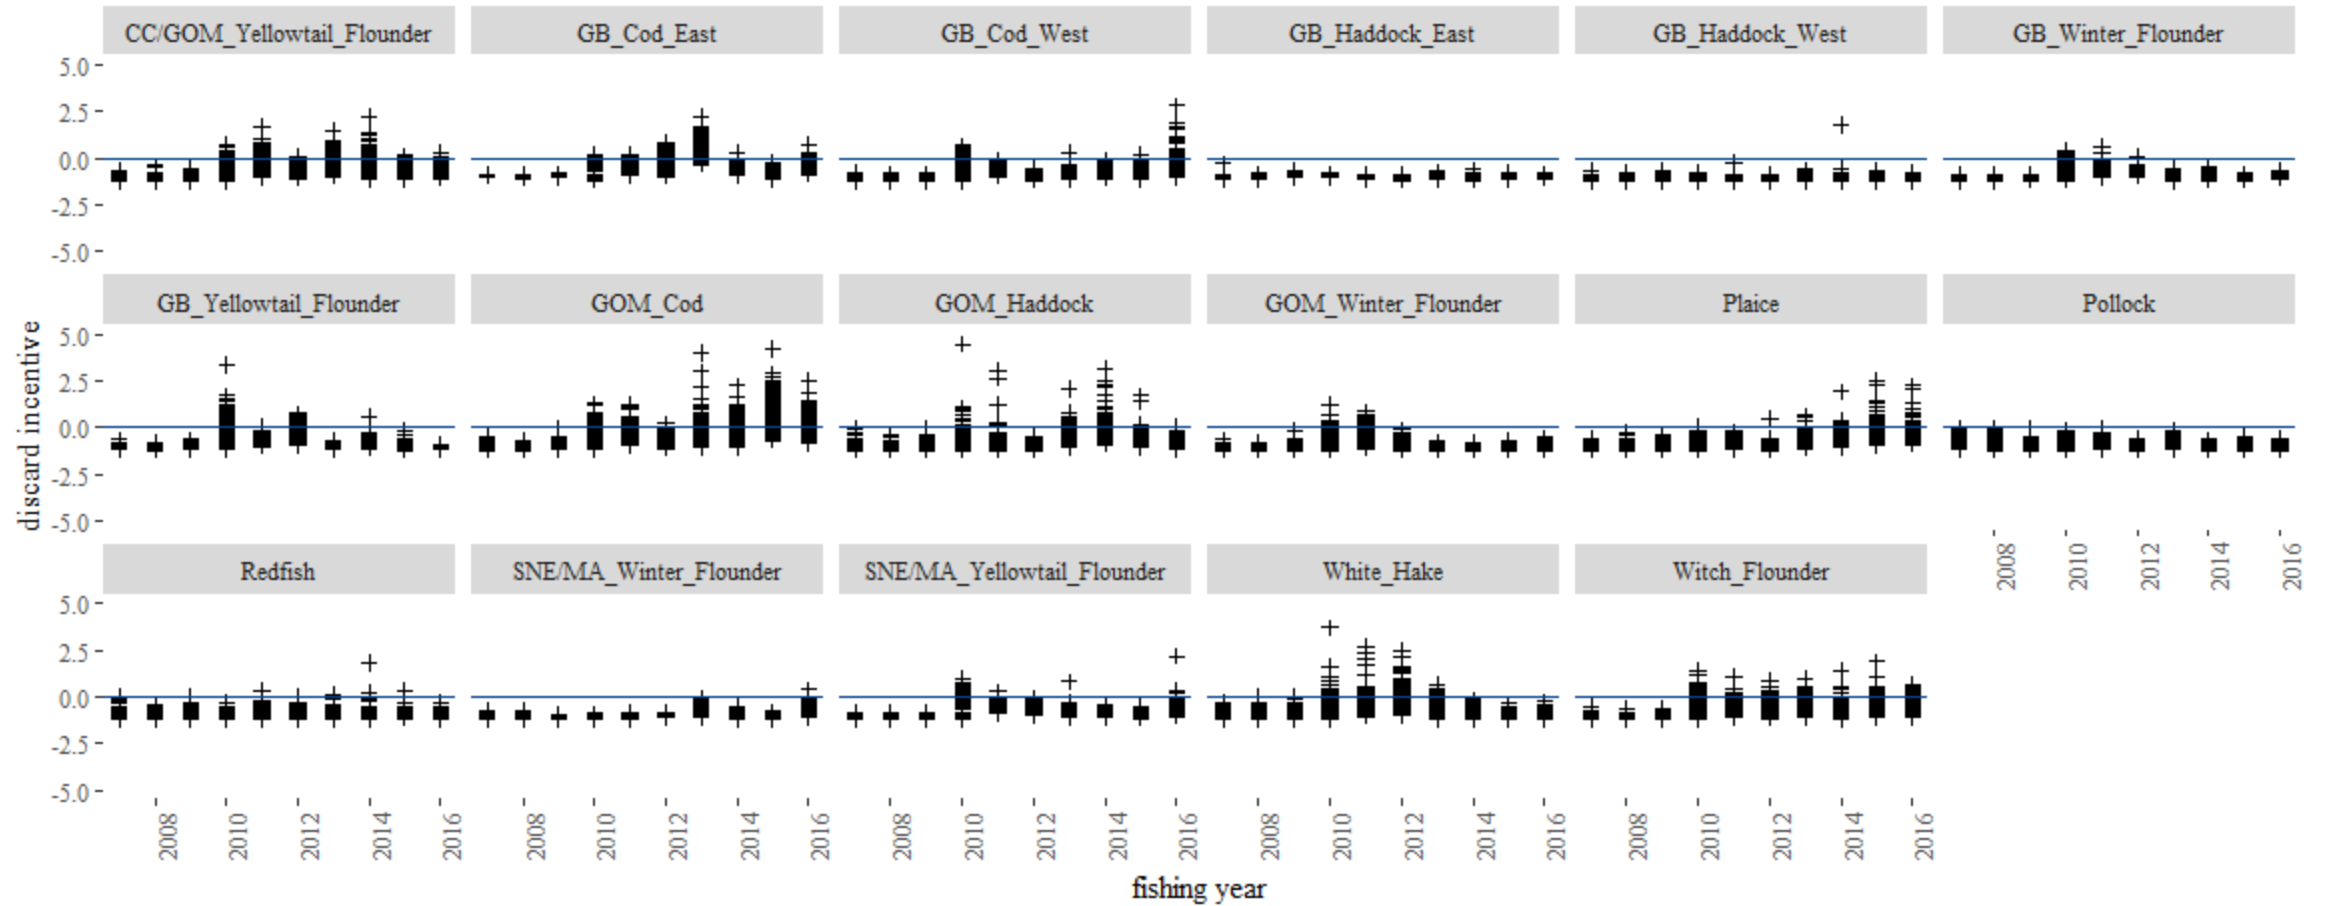 CC/GOM_Yellowtail_Flounder GB_Cod_East GB_Cod_West GB_Haddock_East GB_Haddock_West GB_Winter_Flounder
5.0
2.5
0.0
-2.5
-5.0
GB_Yellowtail_Flounder GOM_Cod GOM_Haddock GOM_Winter_Flounder Plaice Pollock
5.0
2.5
0.0
-2.5
-5.0
discard incentive
2008 2010 2012 2014 2016
Redfish SNE/MA_Winter_Flounder SNE/MA_Yellowtail_Flounder White_Hake Witch_Flounder
5.0
2.5
0.0
-2.5
-5.0
2008 2010 2012 2014 2016 2008 2010 2012 2014 2016 2008 2010 2012 2014 2016 2008 2010 2012 2014 2016 2008 2010 2012 2014 2016
fishing year